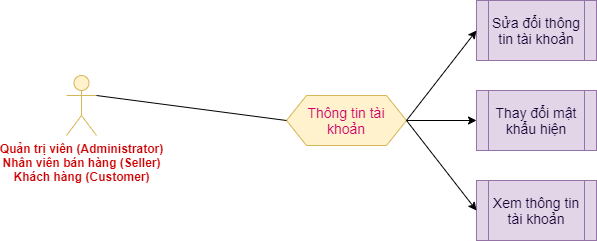 Sửa đổi thông
tin tài khoản
Thông tin tài
khoản
Thay đổi mật
khẩu hiện
Quản trị viên (Administrator)
Nhân viên bán hàng (Seller)
Khách hàng (Customer)
Xem thông tin
tài khoản